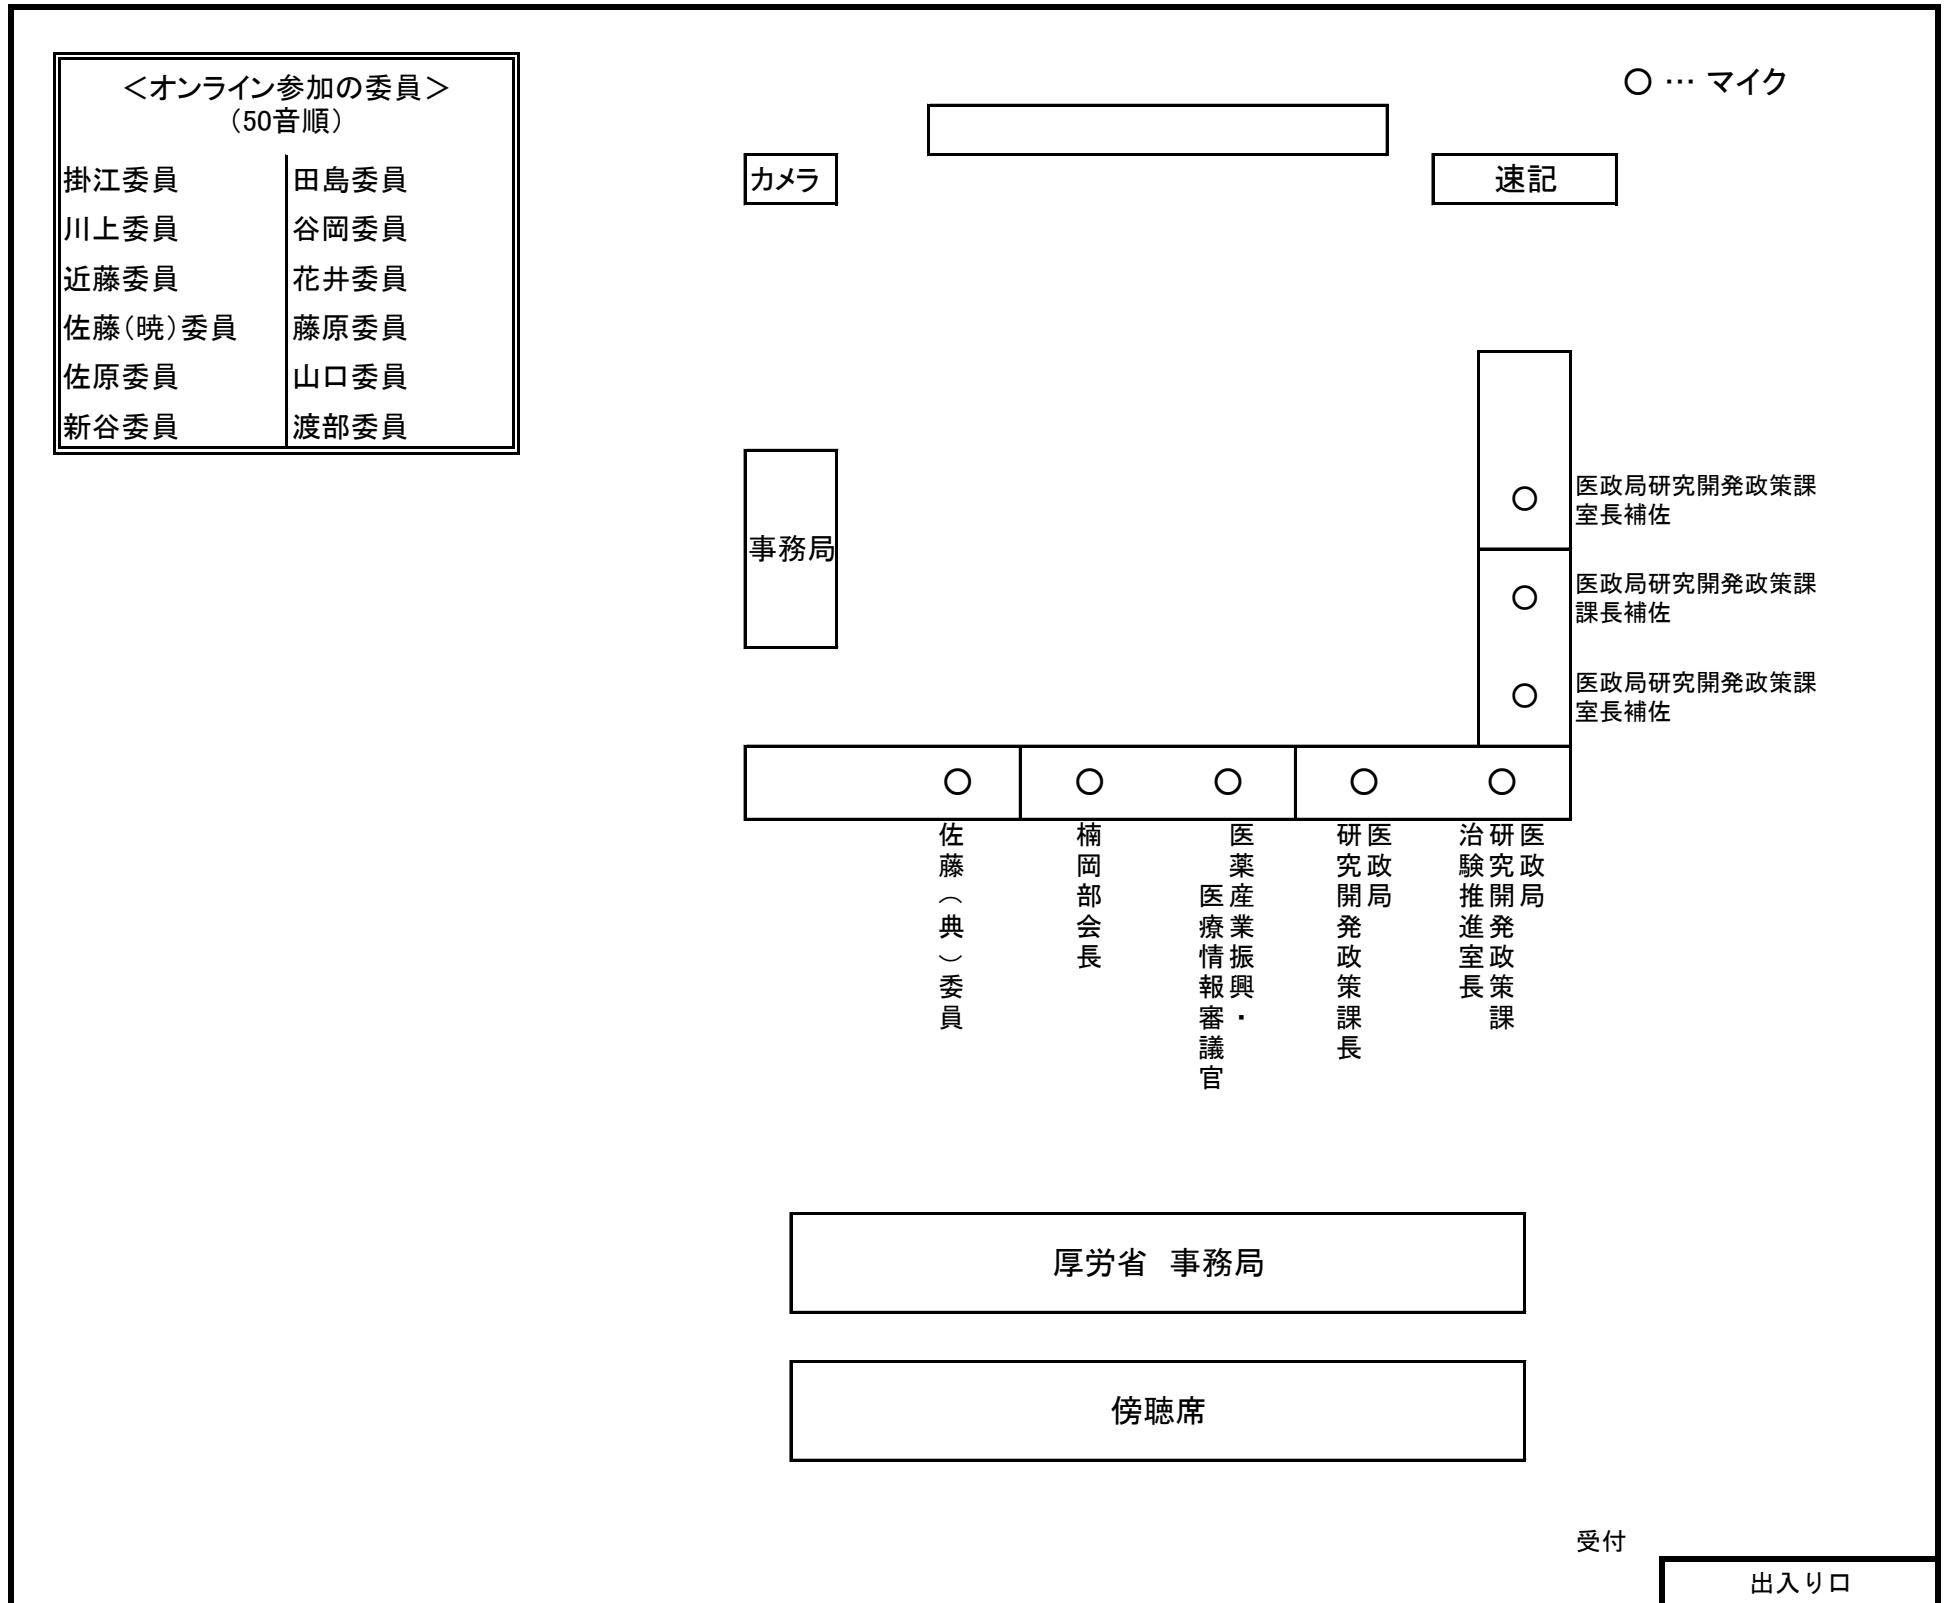 ＜オンライン参加の委員＞
（50音順）
掛江委員
川上委員
近藤委員
佐藤（暁）委員
佐原委員
新谷委員
田島委員
谷岡委員
花井委員
藤原委員
山口委員
渡部委員
○ … マイク
カメラ
速記
事務局
○
医政局研究開発政策課
室長補佐
○
医政局研究開発政策課
課長補佐
○
医政局研究開発政策課
室長補佐
○ ○ ○ ○ ○
佐藤（典）委員
楠岡部会長
医薬産業振興・
医療情報審議官
医政局
研究開発政策課長
医政局
研究開発政策課
治験推進室長
厚労省　事務局
傍聴席
受付
出入り口